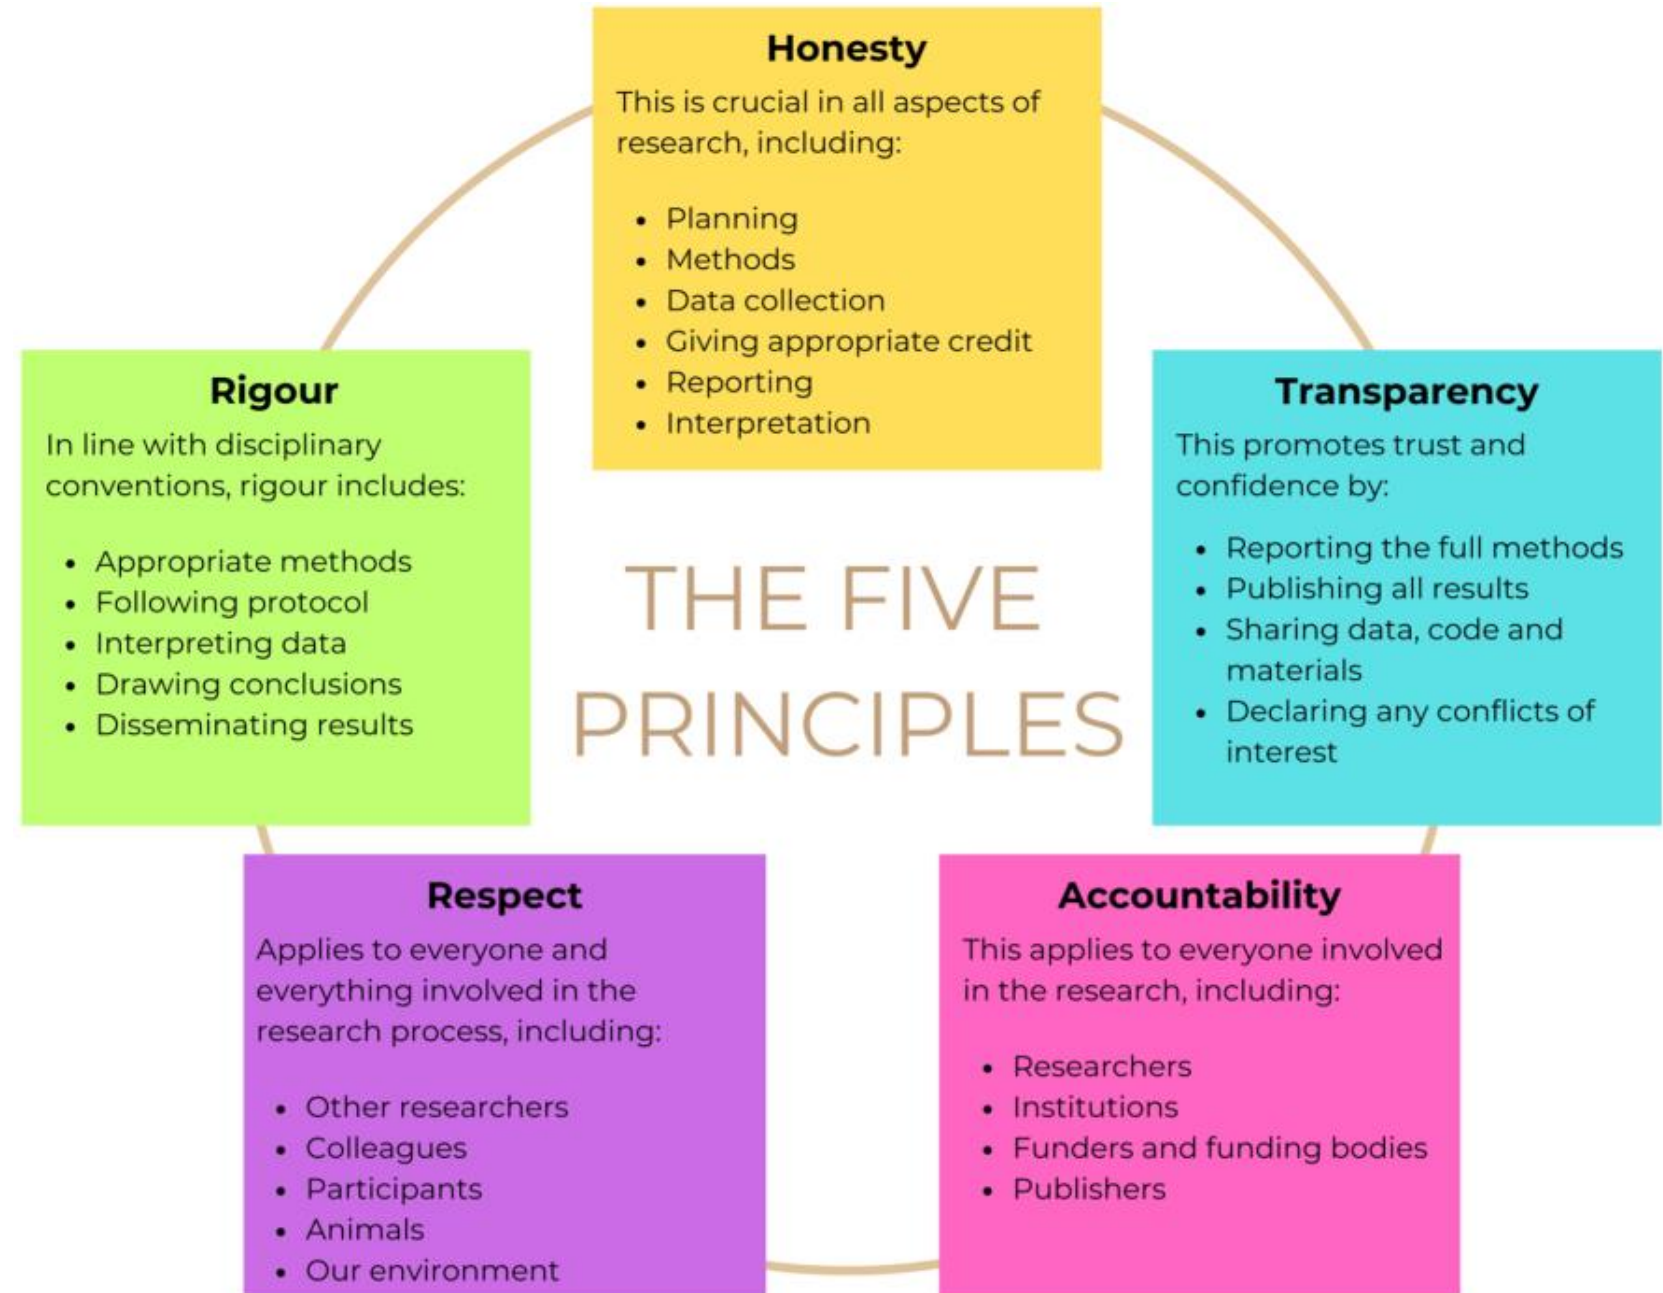 Honesty
This is crucial in all aspects of
research, including:
• Planning
• Methods
• Data collection
• Giving appropriate credit
• Reporting
• Interpretation
Rigour
In line with disciplinary
conventions, rigour includes:
• Appropriate methods
• Following protocol
• Interpreting data
• Drawing conclusions
• Disseminating results
THE FIVE
PRINCIPLES
Transparency
This promotes trust and
confidence by:
• Reporting the full methods
• Publishing all results
• Sharing data, code and
materials
• Declaring any conflicts of
interest
Respect
Applies to everyone and
everything involved in the
research process, including:
• Other researchers
• Colleagues
• Participants
• Animals
• Our environment
Accountability
This applies to everyone involved
in the research, including:
• Researchers
• Institutions
• Funders and funding bodies
• Publishers